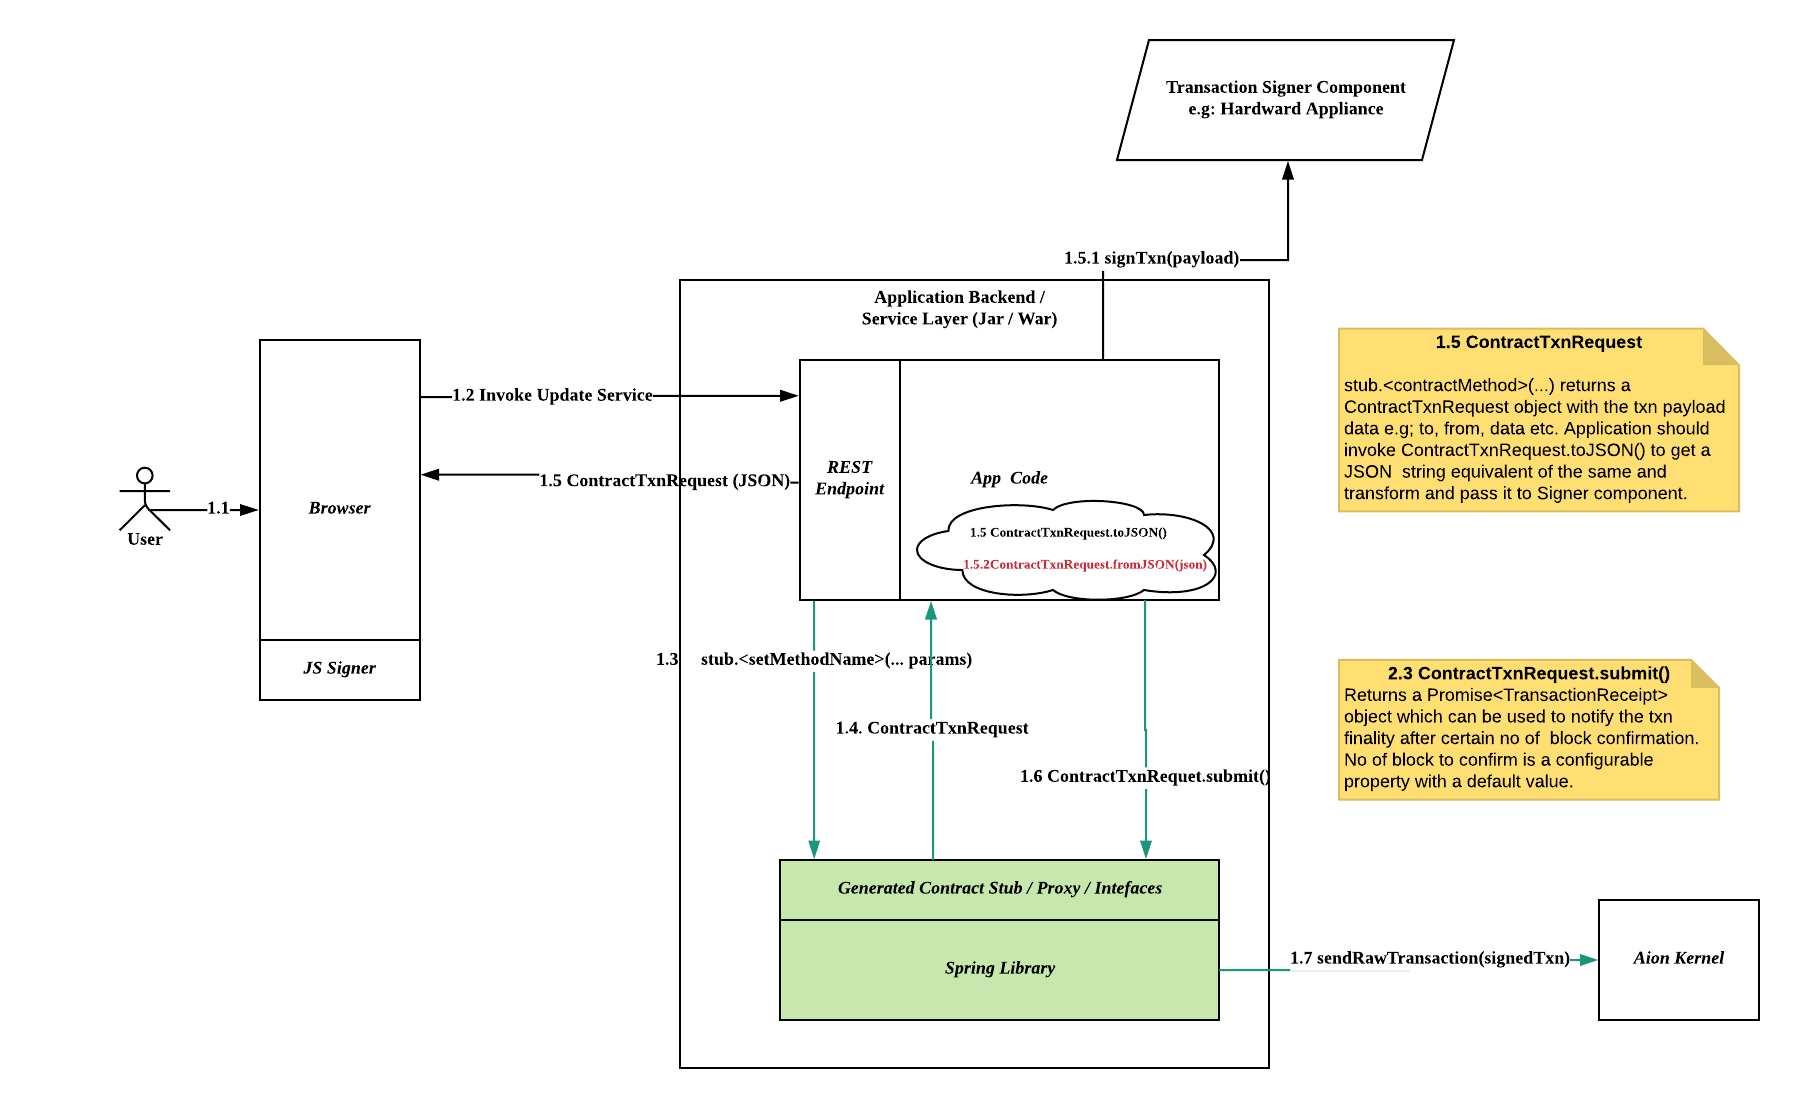 Transaction Signer Component
e.g: Hardward Appliance
1.5.1 signTxn(payload)
Application Backend /
Service Layer (Jar / War)
1.5 ContractTxnRequest
stub.<contractMethod>(...) returns a
ContractTxnRequest object with the txn payload
data e.g; to, from, data etc. Application should
invoke ContractTxnRequest.toJSON() to get a
JSON  string equivalent of the same and
transform and pass it to Signer component.
1.2 Invoke Update Service
1.5 ContractTxnRequest (JSON)
REST
Endpoint
App  Code
1.5 ContractTxnRequest.toJSON()
1.5.2ContractTxnRequest.fromJSON(json)
1.1
User
Browser
JS Signer
1.3     stub.<setMethodName>(... params)
1.4. ContractTxnRequest
1.6 ContractTxnRequet.submit()
2.3 ContractTxnRequest.submit()
Returns a Promise<TransactionReceipt>
object which can be used to notify the txn
finality after certain no of  block confirmation.
No of block to confirm is a configurable
property with a default value.
Generated Contract Stub / Proxy / Intefaces
Spring Library
1.7 sendRawTransaction(signedTxn)
Aion Kernel